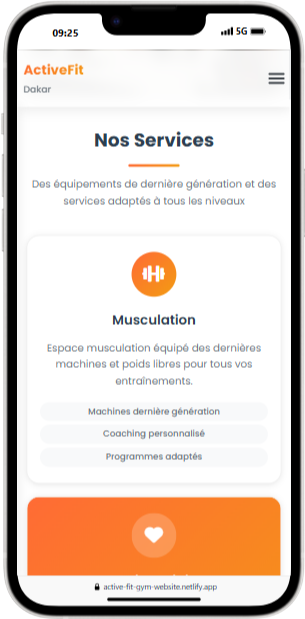 09:25
5G
ActiveFit
Dakar
Nos Services
Des équipements de dernière génération et des
services adaptés à tous les niveaux
Musculation
Espace musculation équipé des dernières
machines et poids libres pour tous vos
entraînements.
Machines dernière génération
Coaching personnalisé
Programmes adaptés
active-fit-gym-website.netlify.app